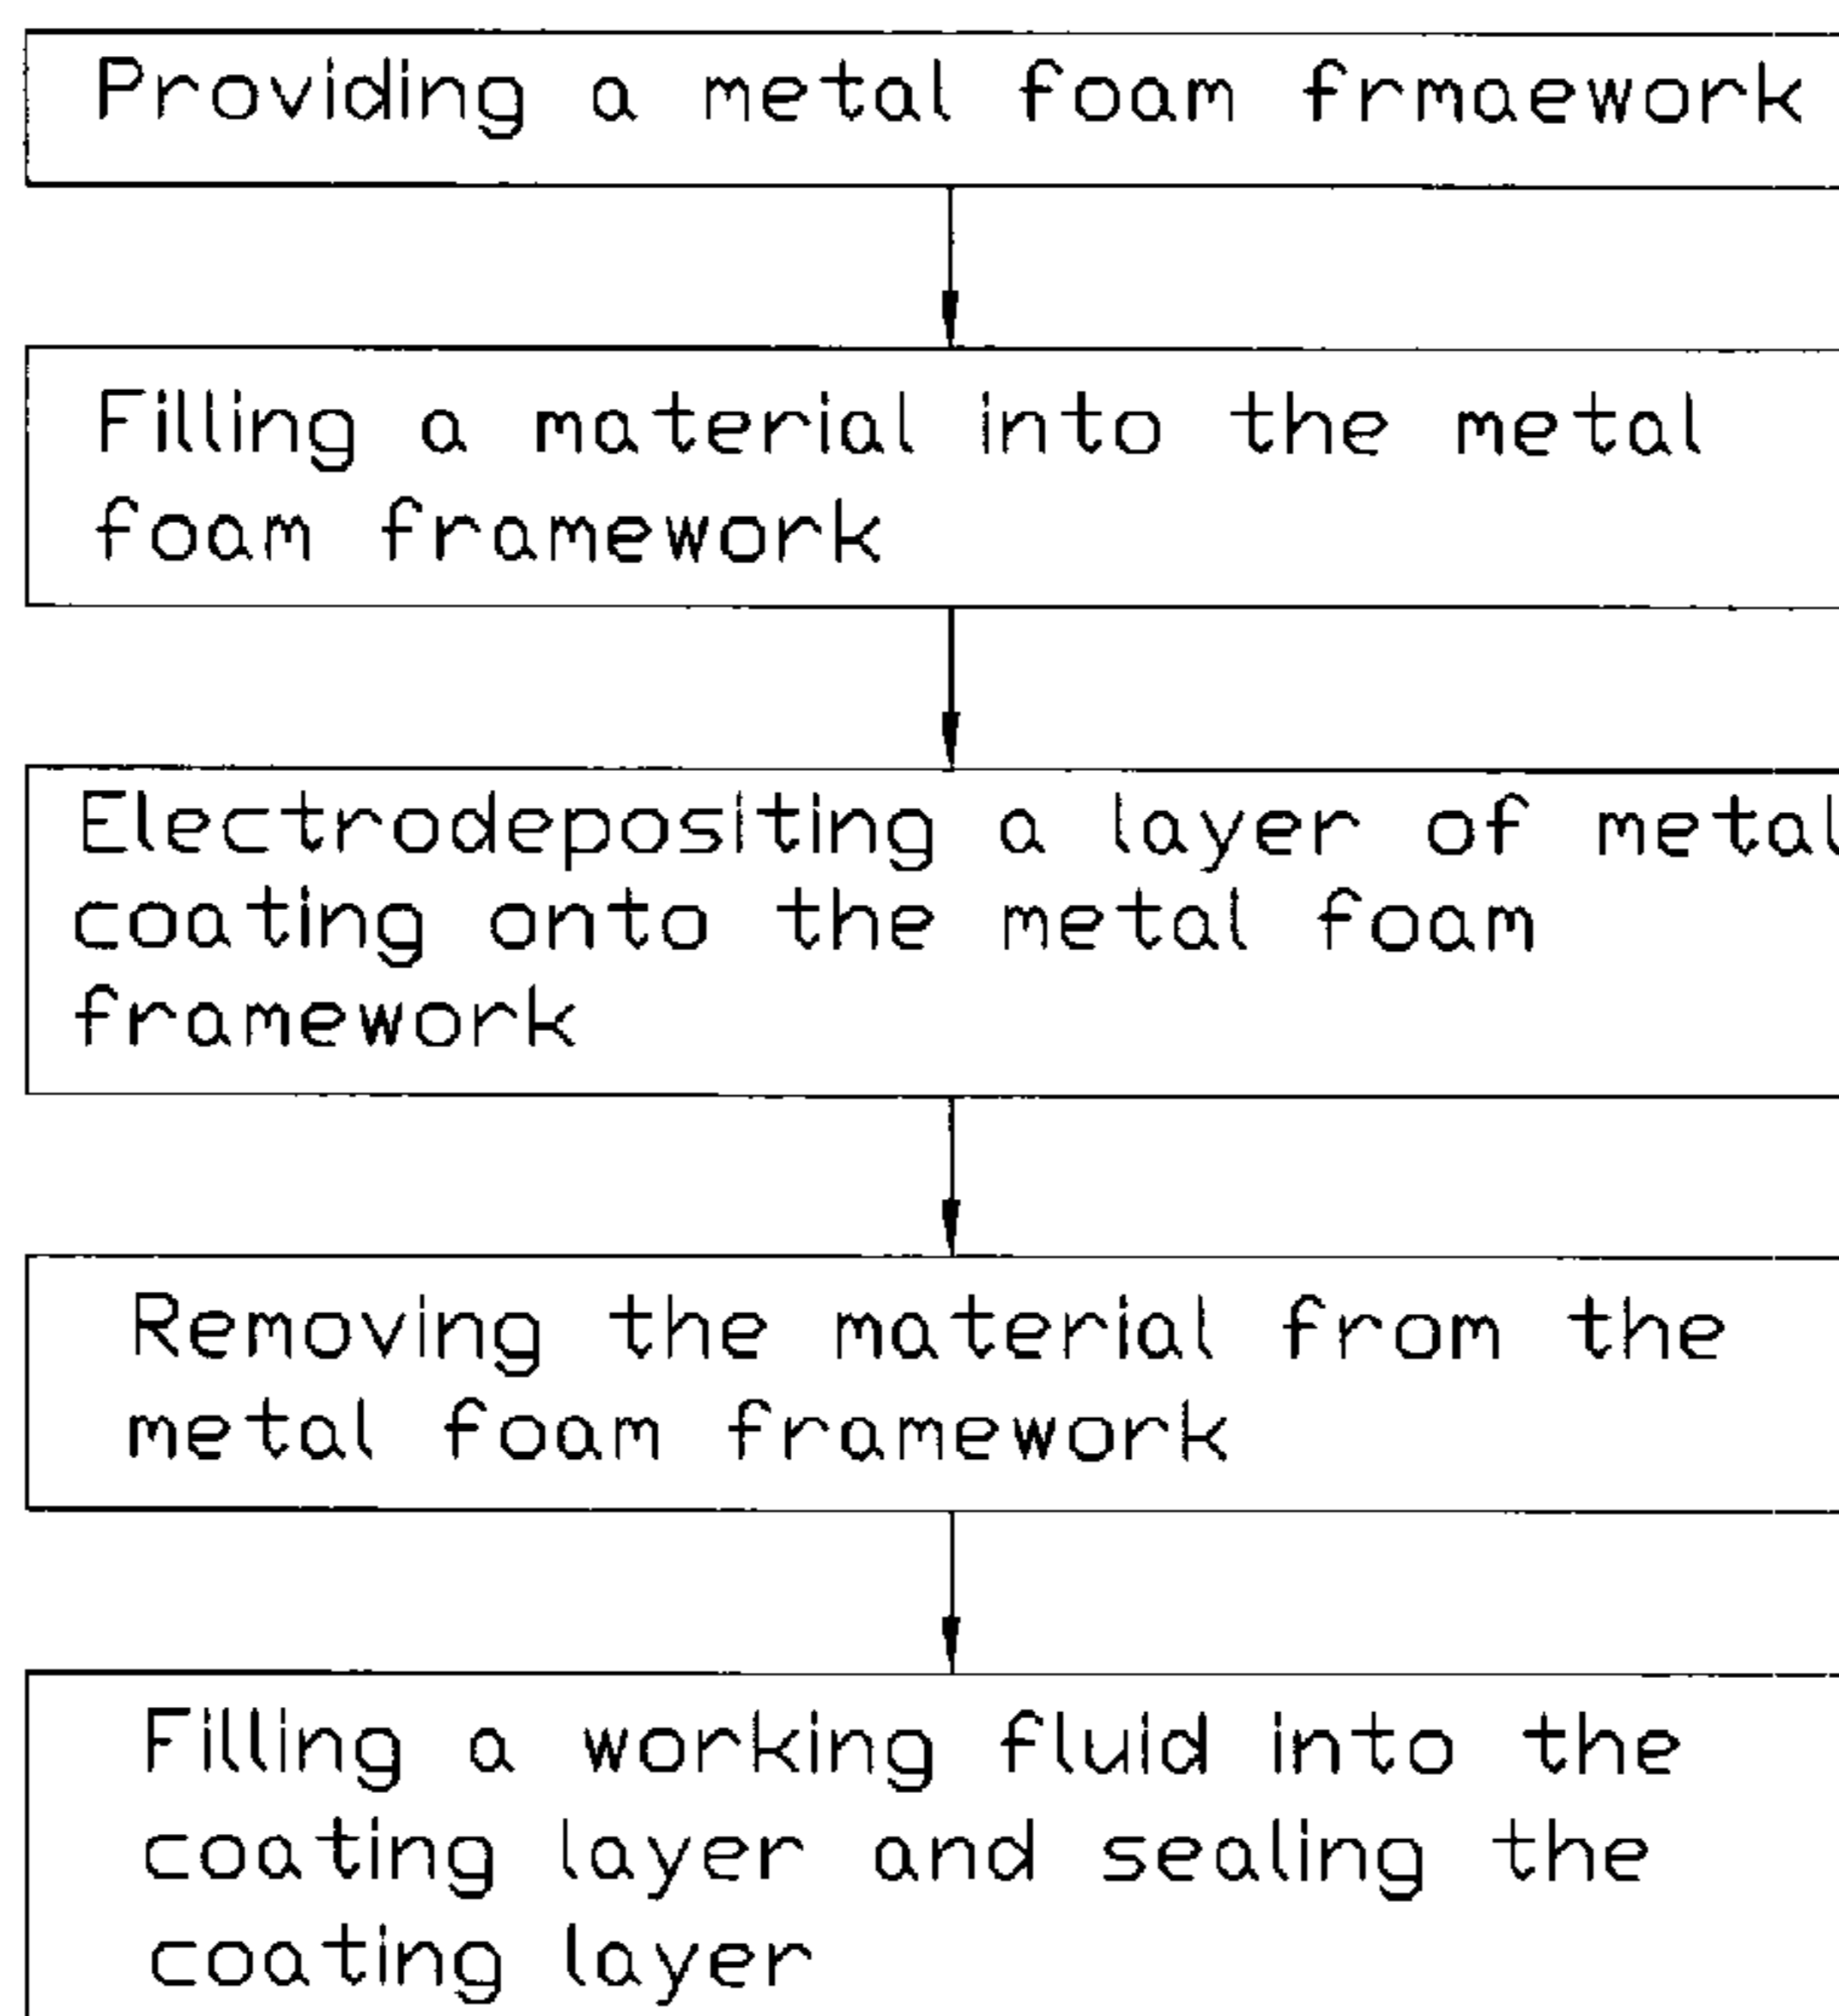 Providing a metal foam frmaework
Filling a material into the metal
foam framework
Electrodepositing a layer of metal
coating onto the metal foam
framework
Removing the material from the
metal foam framework
Filling a working fluid into the
coating layer and sealing the
coating layer